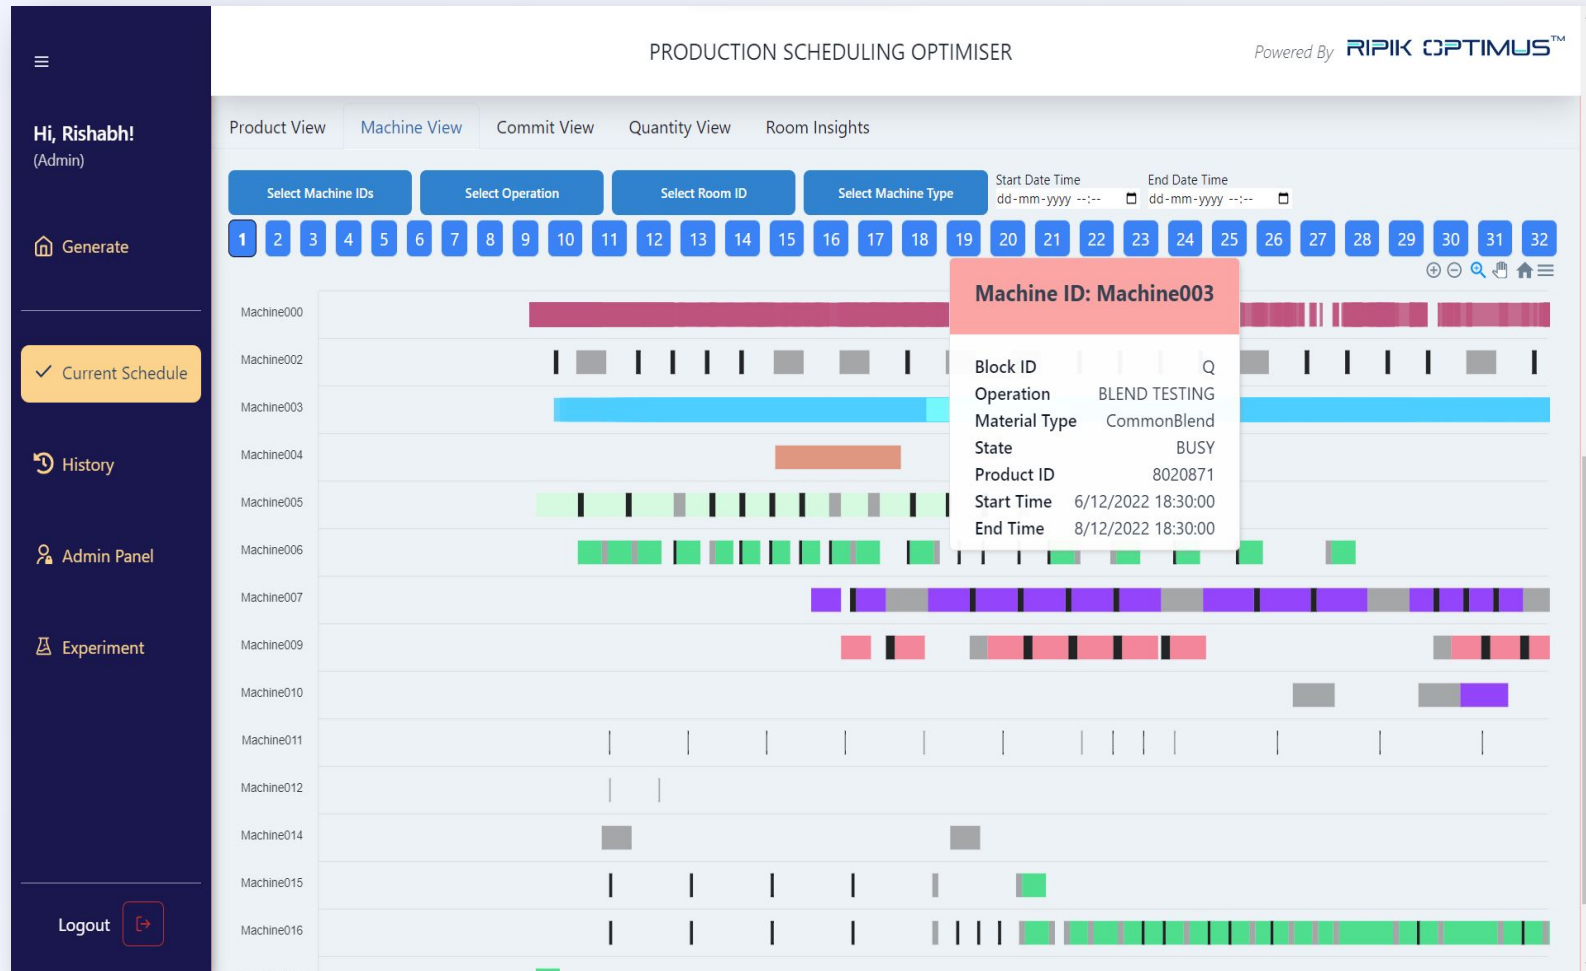 PRODUCTION SCHEDULING OPTIMISER
Powered By RIPIK OPTIMUS™
Hi, Rishabh!
(Admin)
Generate
Current Schedule
History
Admin Panel
Experiment
Logout
Product View Machine View Commit View Quantity View Room Insights
Select Machine IDs Select Operation Select Room ID Select Machine Type
Start Date Time End Date Time
dd-mm-yyyy --:-- dd-mm-yyyy --:--
1 2 3 4 5 6 7 8 9 10 11 12 13 14 15 16 17 18 19 20 21 22 23 24 25 26 27 28 29 30 31 32
Machine ID: Machine003
Block ID Q
Operation BLEND TESTING
Material Type CommonBlend
State BUSY
Product ID 8020871
Start Time 6/12/2022 18:30:00
End Time 8/12/2022 18:30:00
Machine000
Machine002
Machine003
Machine004
Machine005
Machine006
Machine007
Machine009
Machine010
Machine011
Machine012
Machine014
Machine015
Machine016